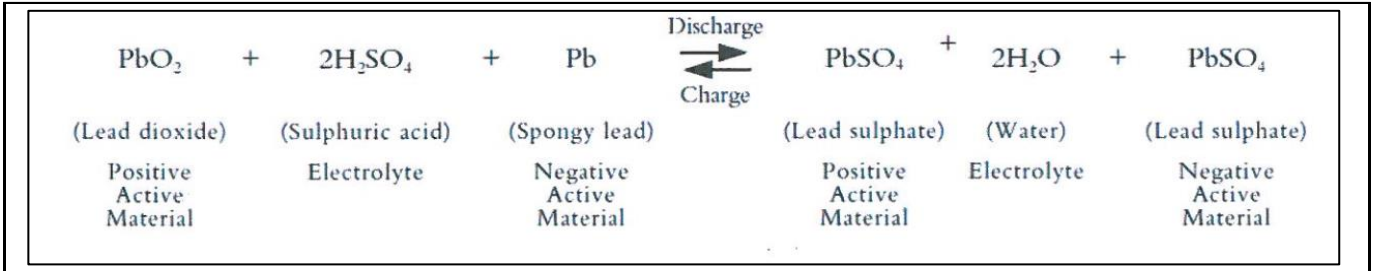 Discharge
PbO₂ + 2H₂SO₄ + Pb ⇌ PbSO₄ + 2H₂O + PbSO₄
Charge
(Lead dioxide) (Sulphuric acid) (Spongy lead) (Lead sulphate) (Water) (Lead sulphate)
Positive Electrolyte Negative Positive Electrolyte Negative
Active Active Active Active
Material Material Material Material